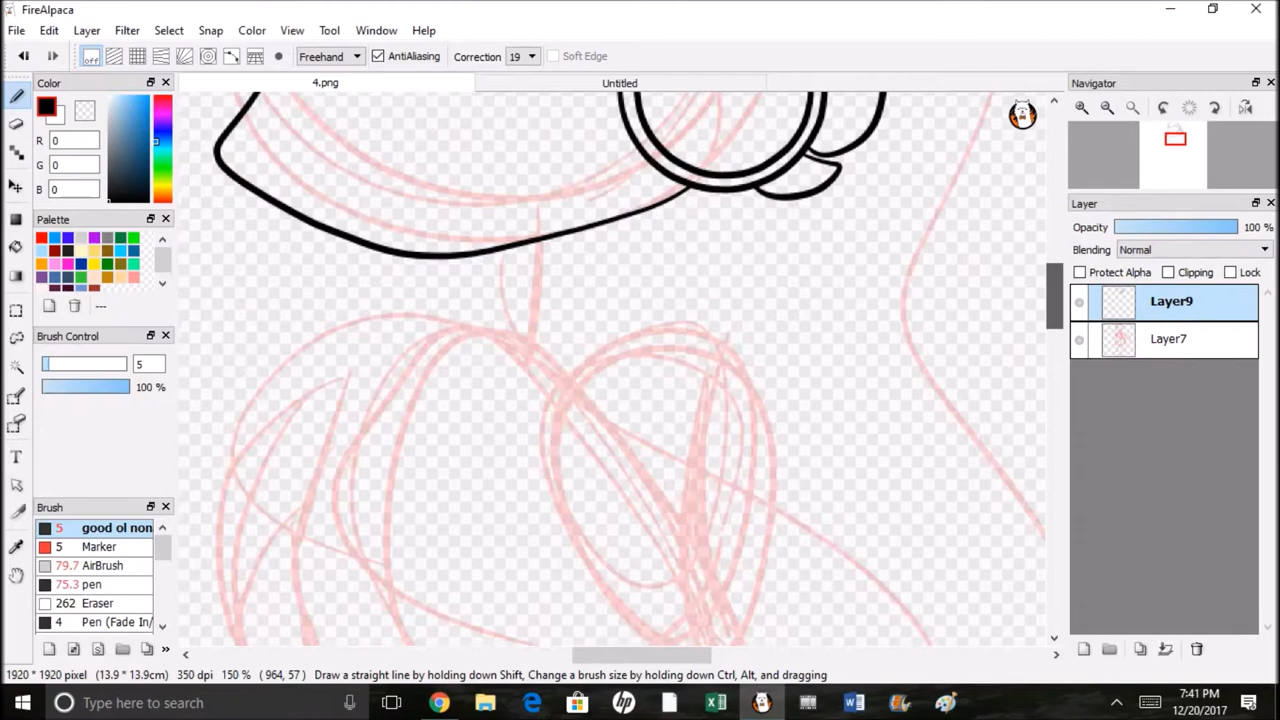 FireAlpaca
File Edit Layer Filter Select Snap Color View Tool Window Help
off Freehand AntiAliasing Correction 19 Soft Edge
Color 4.png Untitled Navigator
R 0
G 0
B 0
Palette
Layer
Opacity 100 %
Blending Normal
Protect Alpha Clipping Lock
Layer9
Layer7
---
Brush Control
5
100 %
Brush
5 good ol non
5 Marker
79.7 AirBrush
75.3 pen
262 Eraser
4 Pen (Fade In/
1920 * 1920 pixel (13.9 * 13.9cm) 350 dpi 150 % ( 964, 57 ) Draw a straight line by holding down Shift, Change a brush size by holding down Ctrl, Alt, and dragging
Type here to search
7:41 PM
12/20/2017